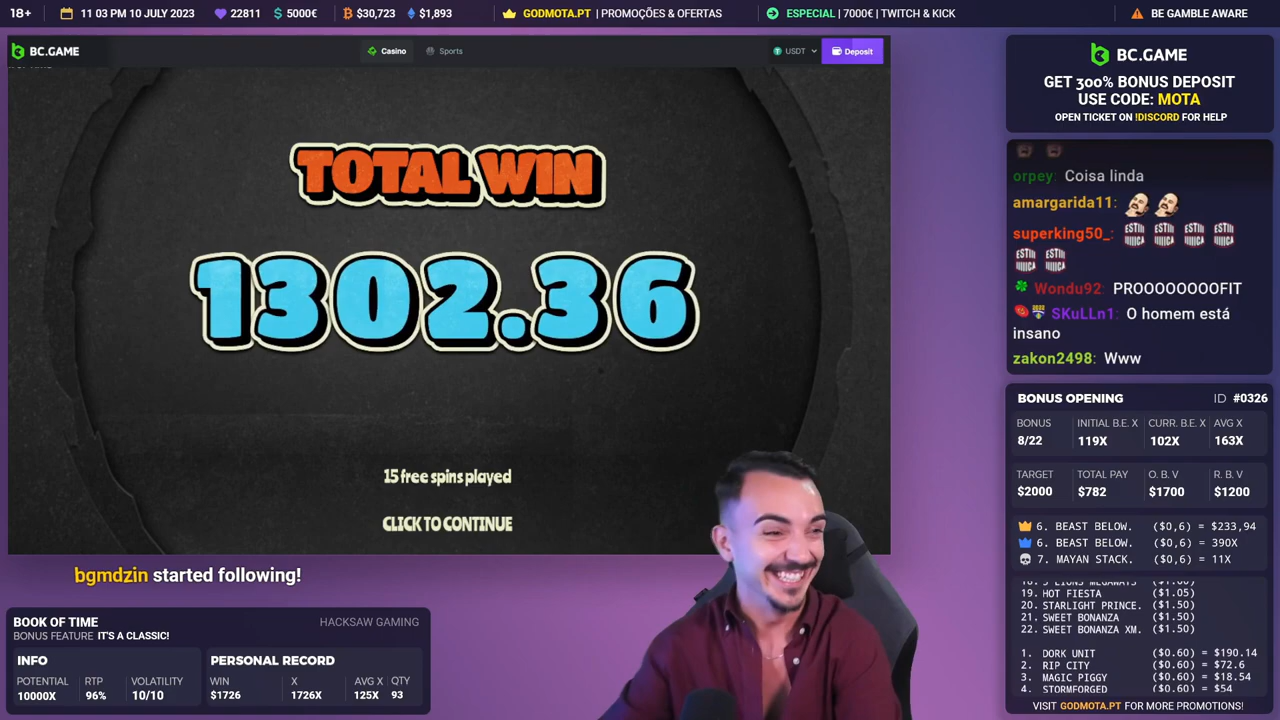 18+
11 03 PM 10 JULY 2023
22811
5000€
$30,723
$1,893
GODMOTA.PT | PROMOÇÕES & OFERTAS
ESPECIAL | 7000€ | TWITCH & KICK
BE GAMBLE AWARE
BC.GAME
Casino
Sports
USDT
Deposit
TOTAL WIN
1302.36
15 free spins played
CLICK TO CONTINUE
bgmdzin started following!
BOOK OF TIME
HACKSAW GAMING
BONUS FEATURE IT'S A CLASSIC!
INFO
POTENTIAL RTP VOLATILITY
10000X 96% 10/10
PERSONAL RECORD
WIN X AVG X QTY
$1726 1726X 125X 93
BC.GAME
GET 300% BONUS DEPOSIT
USE CODE: MOTA
OPEN TICKET ON !DISCORD FOR HELP
orpey: Coisa linda
amargarida11:
superking50_:
Wondu92: PROOOOOOOOFIT
SKuLLn1: O homem está
insano
zakon2498: Www
BONUS OPENING
ID #0326
BONUS INITIAL B.E. X CURR. B.E. X AVG X
8/22 119X 102X 163X
TARGET TOTAL PAY O. B. V R. B. V
$2000 $782 $1700 $1200
6. BEAST BELOW. ($0,6) = $233,94
6. BEAST BELOW. ($0,6) = 390X
7. MAYAN STACK. ($0,6) = 11X
18. 5 LIONS MEGAWAYS ($1.00)
19. HOT FIESTA ($1.05)
20. STARLIGHT PRINCE. ($1.50)
21. SWEET BONANZA ($1.50)
22. SWEET BONANZA XM. ($1.50)
1. DORK UNIT ($0.60) = $190.14
2. RIP CITY ($0.60) = $72.6
3. MAGIC PIGGY ($0.60) = $18.54
4. STORMFORGED ($0.60) = $54
VISIT GODMOTA.PT FOR MORE PROMOTIONS!